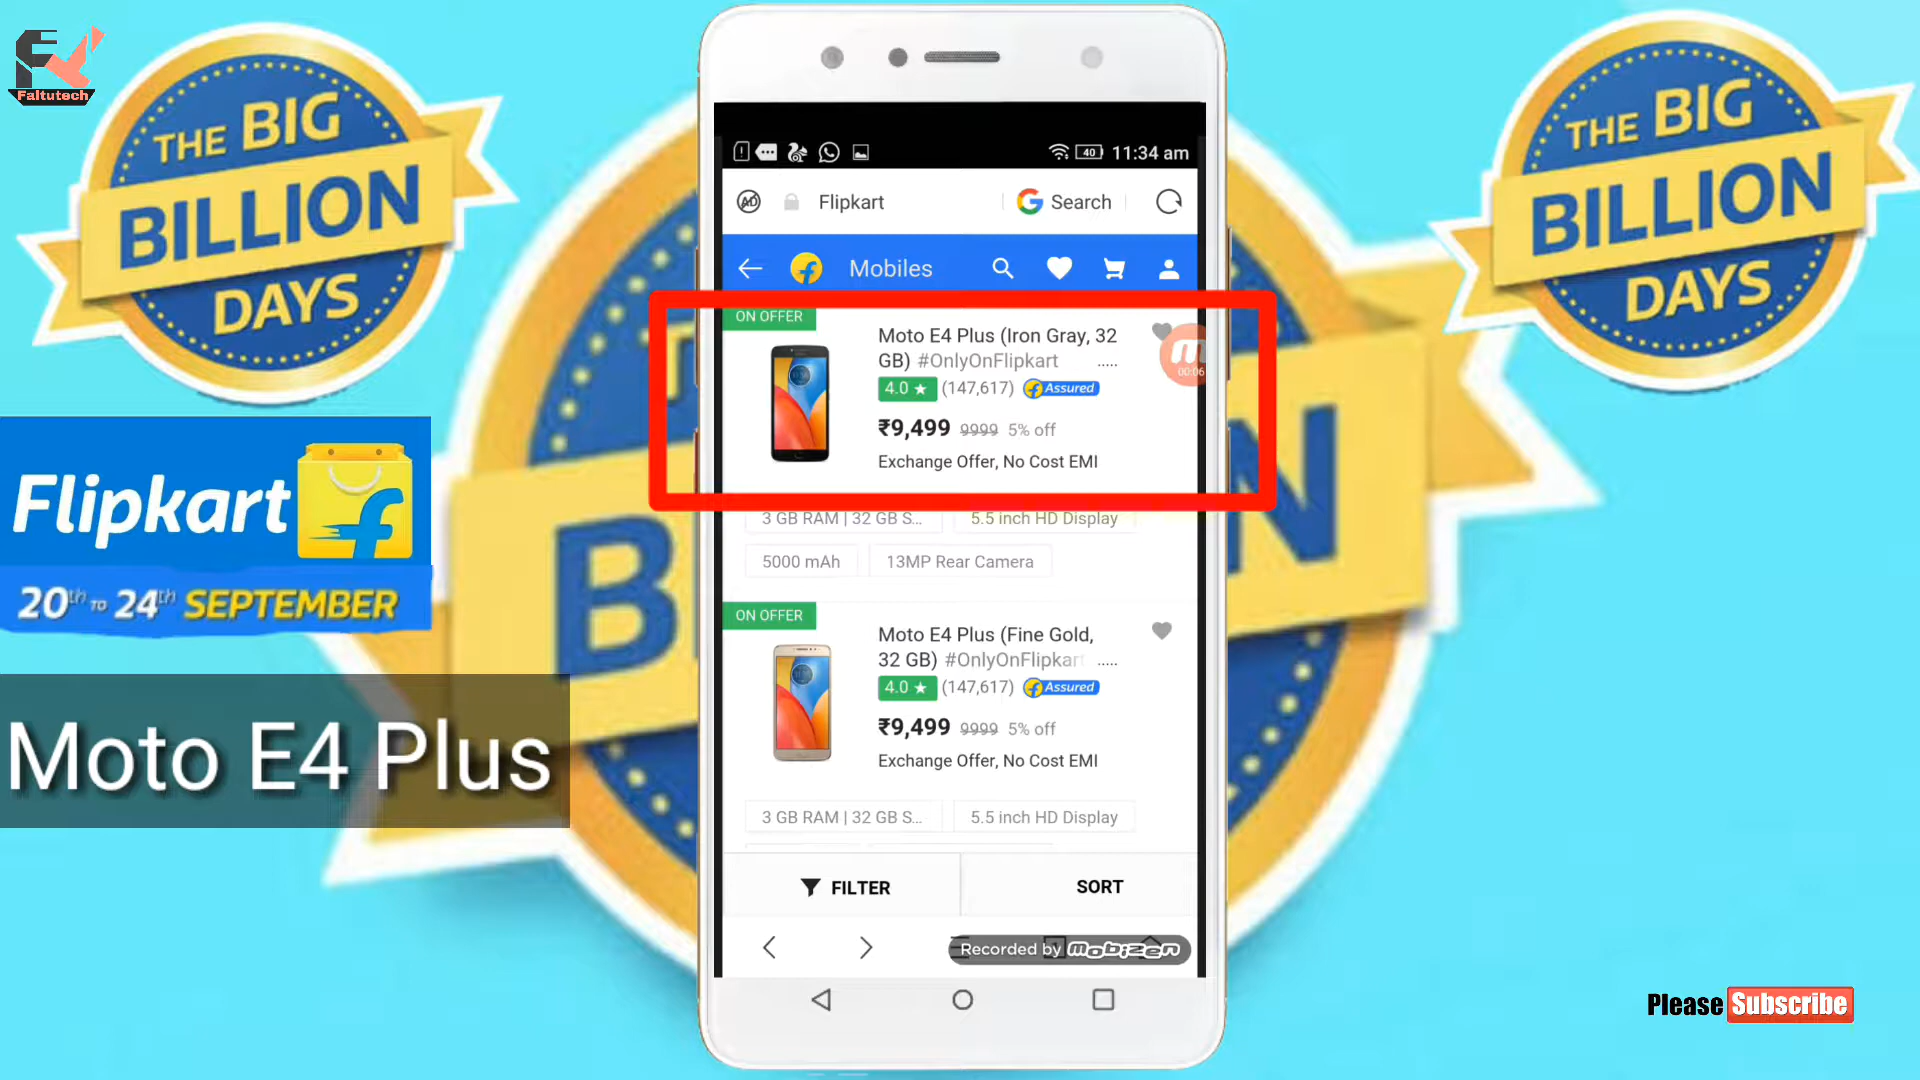 Faltutech
THE BIG
BILLION
DAYS
Flipkart
20th TO 24th SEPTEMBER
Moto E4 Plus
40 11:34 am
AD Flipkart
G Search
Mobiles
ON OFFER
Moto E4 Plus (Iron Gray, 32
GB) #OnlyOnFlipkart .....
4.0 ★ (147,617) Assured
₹9,499 9999 5% off
Exchange Offer, No Cost EMI
00:06
3 GB RAM | 32 GB S...
5.5 inch HD Display
5000 mAh
13MP Rear Camera
ON OFFER
Moto E4 Plus (Fine Gold,
32 GB) #OnlyOnFlipkart .....
4.0 ★ (147,617) Assured
₹9,499 9999 5% off
Exchange Offer, No Cost EMI
3 GB RAM | 32 GB S...
5.5 inch HD Display
FILTER
SORT
Recorded by mobizen
THE BIG
BILLION
DAYS
Please Subscribe